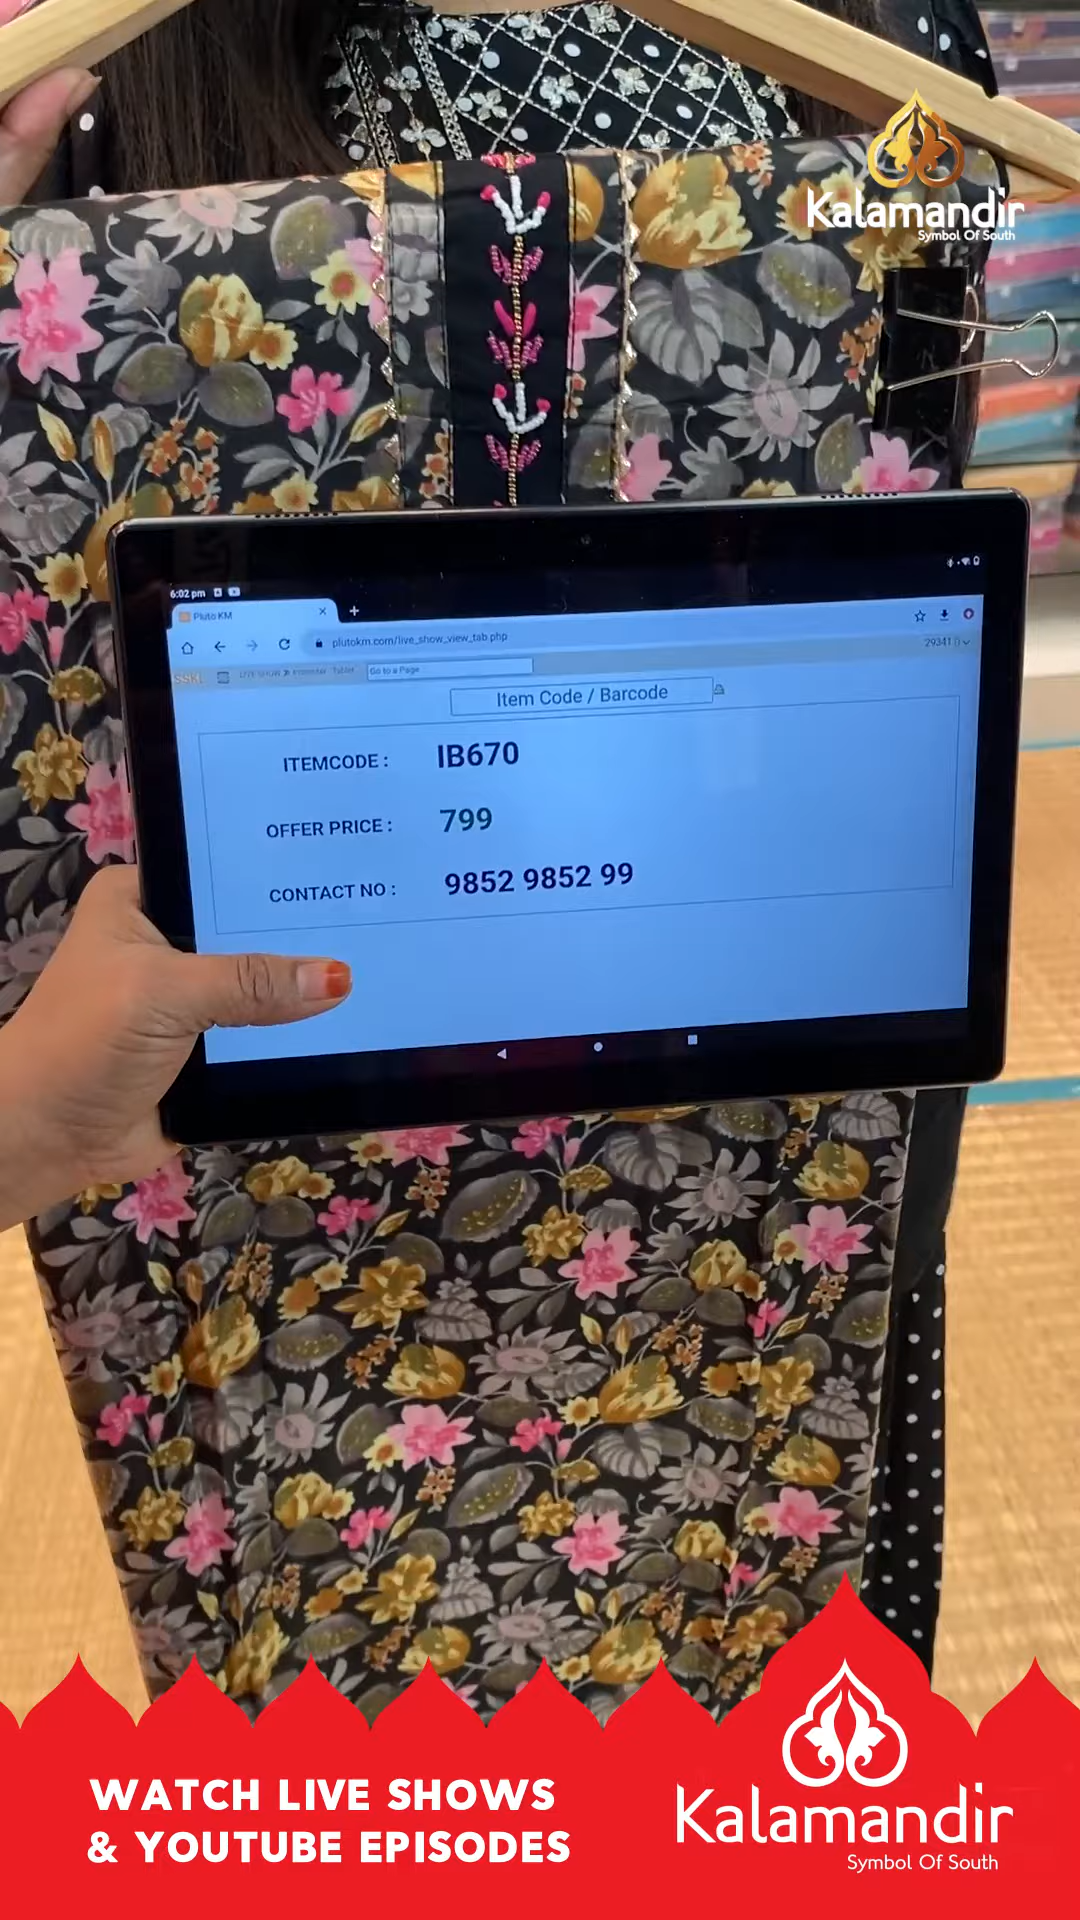 Kalamandir
Symbol Of South
6:02 pm
Pluto KM
plutokm.com/live_show_view_tab.php
29341
Go to a Page
Item Code / Barcode
ITEMCODE : IB670
OFFER PRICE : 799
CONTACT NO : 9852 9852 99
WATCH LIVE SHOWS
& YOUTUBE EPISODES
Kalamandir
Symbol Of South